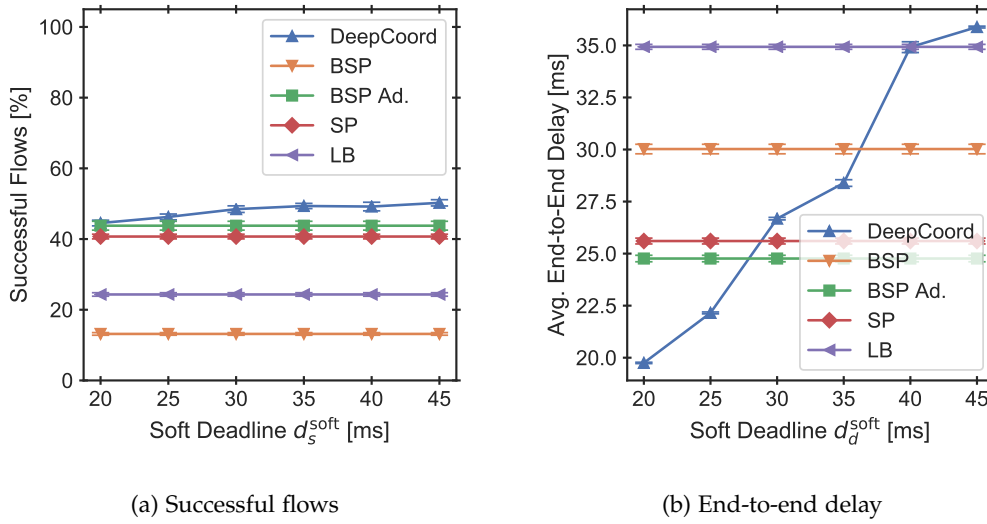 100
80
60
40
20
0
20 25 30 35 40 45
Successful Flows [%]
Soft Deadline d_s^soft [ms]
DeepCoord
BSP
BSP Ad.
SP
LB
(a) Successful flows
35.0
32.5
30.0
27.5
25.0
22.5
20.0
20 25 30 35 40 45
Avg. End-to-End Delay [ms]
Soft Deadline d_d^soft [ms]
DeepCoord
BSP
BSP Ad.
SP
LB
(b) End-to-end delay